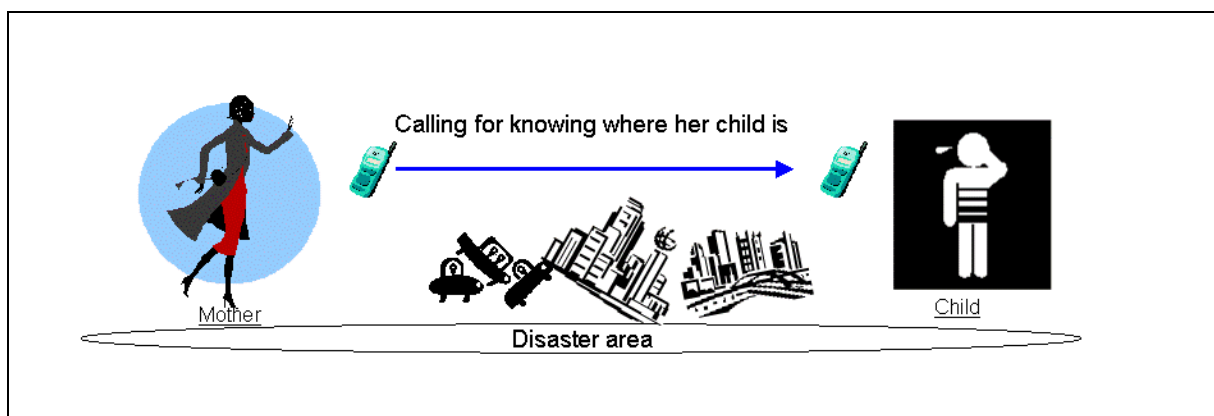 Calling for knowing where her child is
Mother
Child
Disaster area